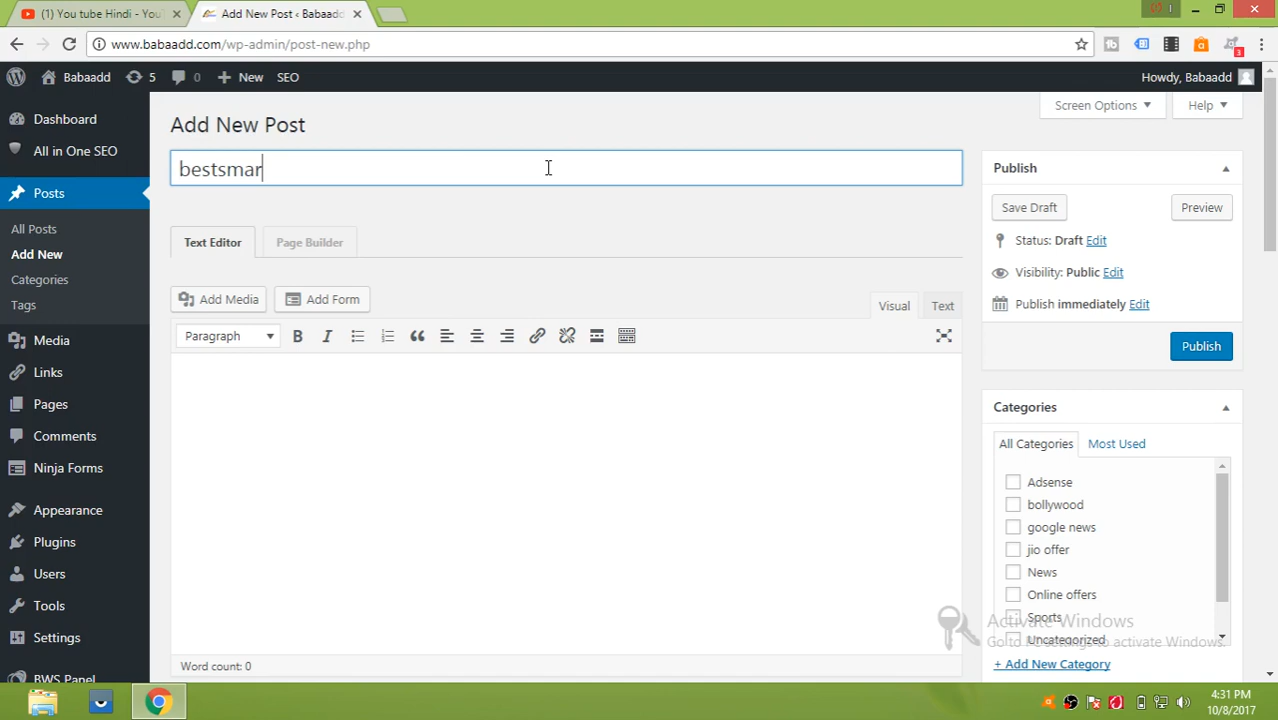 (1) You tube Hindi - You
Add New Post ‹ Babaadd
www.babaadd.com/wp-admin/post-new.php
3
Babaadd 5 0 New SEO Howdy, Babaadd
Screen Options Help
Dashboard
All in One SEO
Posts
All Posts
Add New
Categories
Tags
Media
Links
Pages
Comments
Ninja Forms
Appearance
Plugins
Users
Tools
Settings
BWS Panel
Add New Post
bestsmar
Text Editor Page Builder
Add Media Add Form
Visual Text
Paragraph
Word count: 0
Publish
Save Draft Preview
Status: Draft Edit
Visibility: Public Edit
Publish immediately Edit
Publish
Categories
All Categories Most Used
Adsense
bollywood
google news
jio offer
News
Online offers
Sports
Uncategorized
+ Add New Category
Activate Windows
Go to PC settings to activate Windows.
4:31 PM
10/8/2017